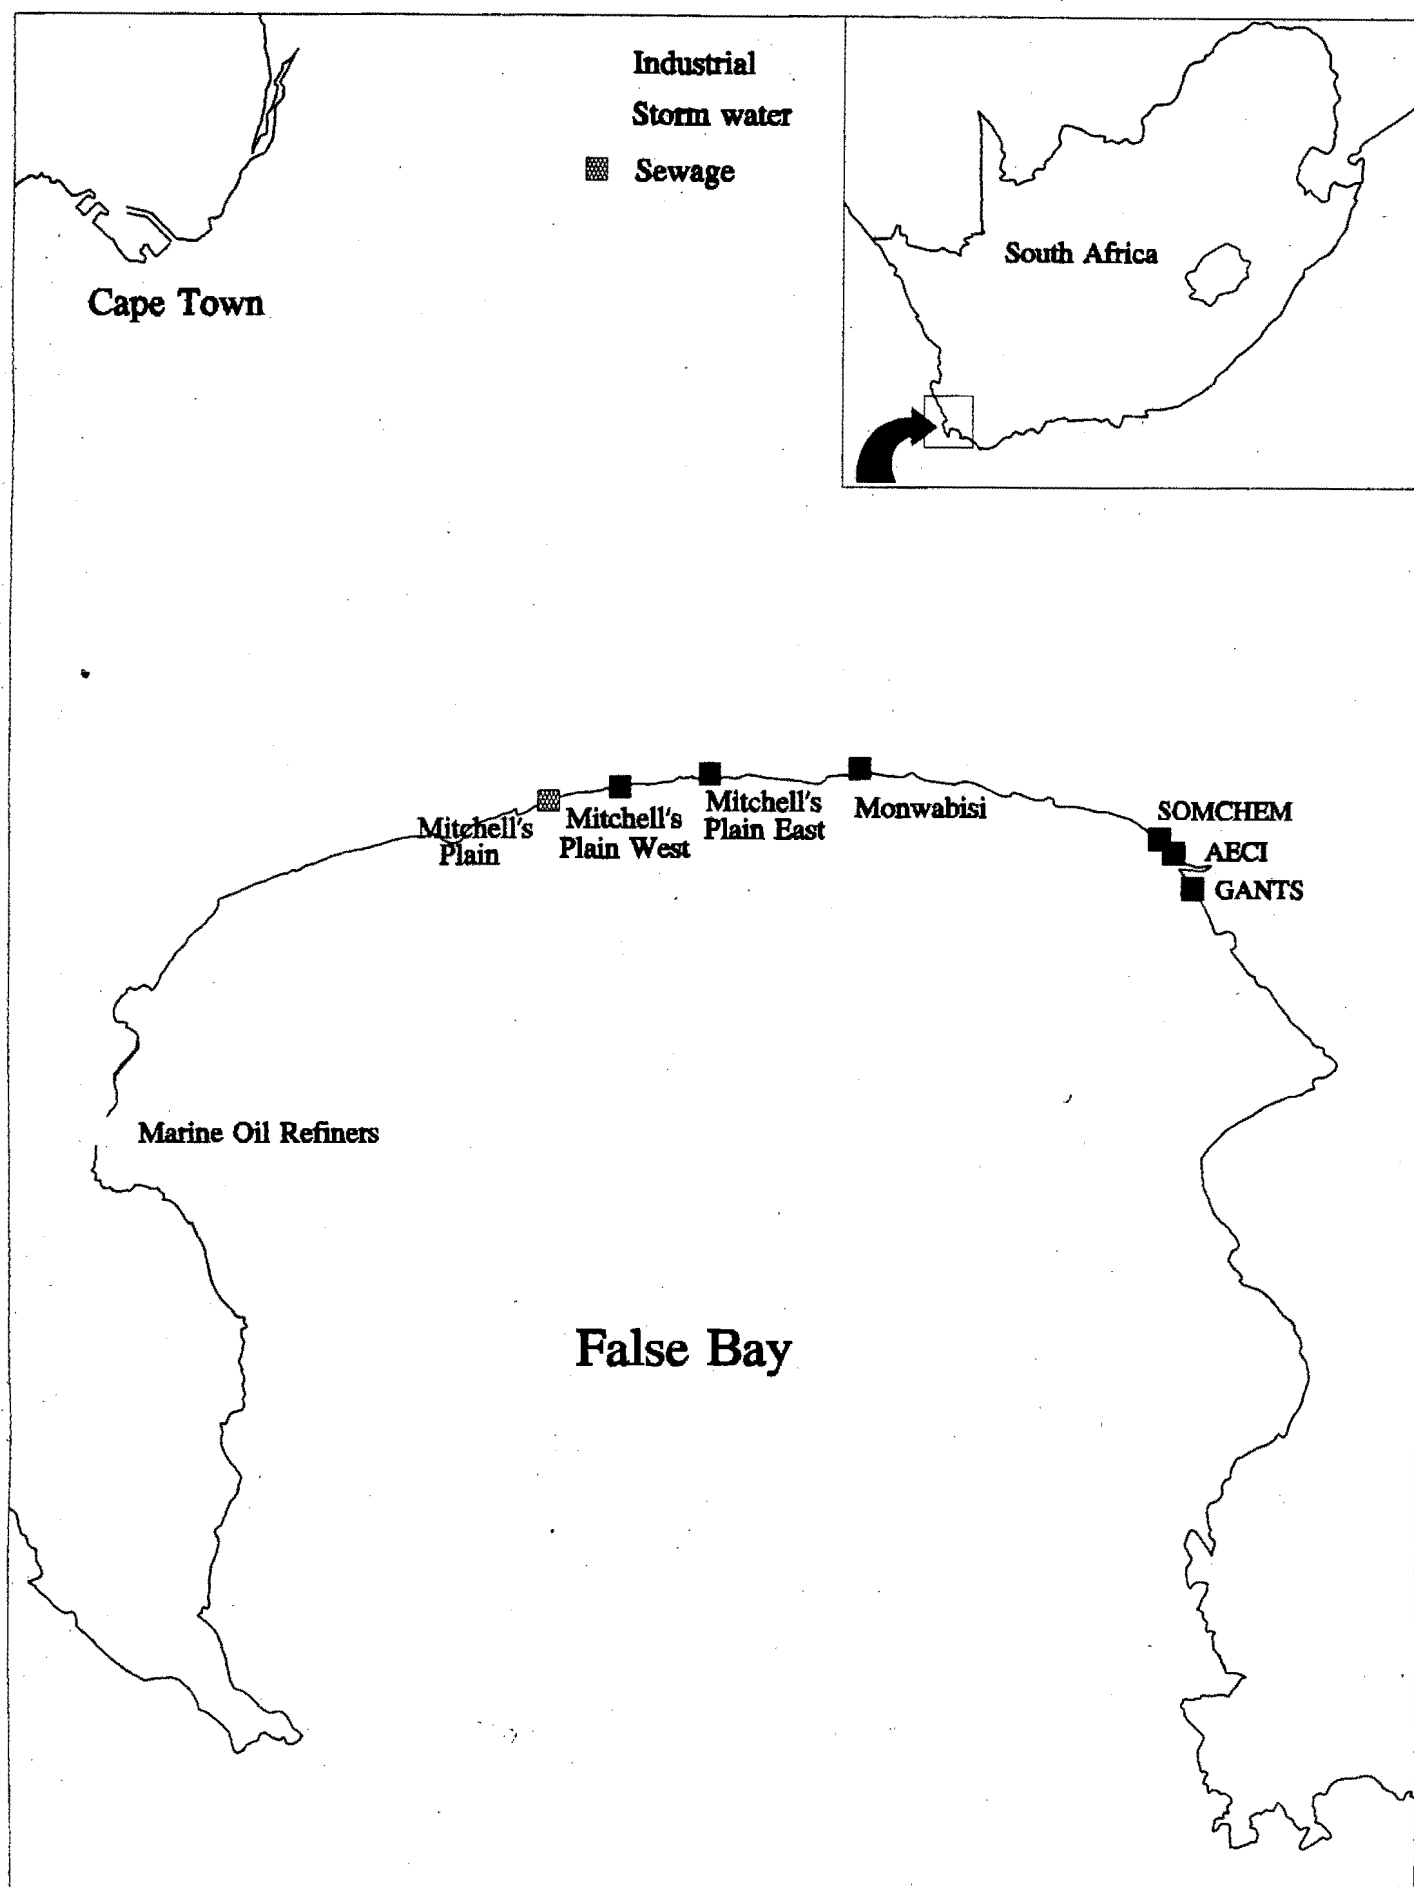 Industrial
Storm water
Sewage
South Africa
Cape Town
Mitchell's
Plain
Mitchell's
Plain West
Mitchell's
Plain East
Monwabisi
SOMCHEM
AECI
GANTS
Marine Oil Refiners
False Bay